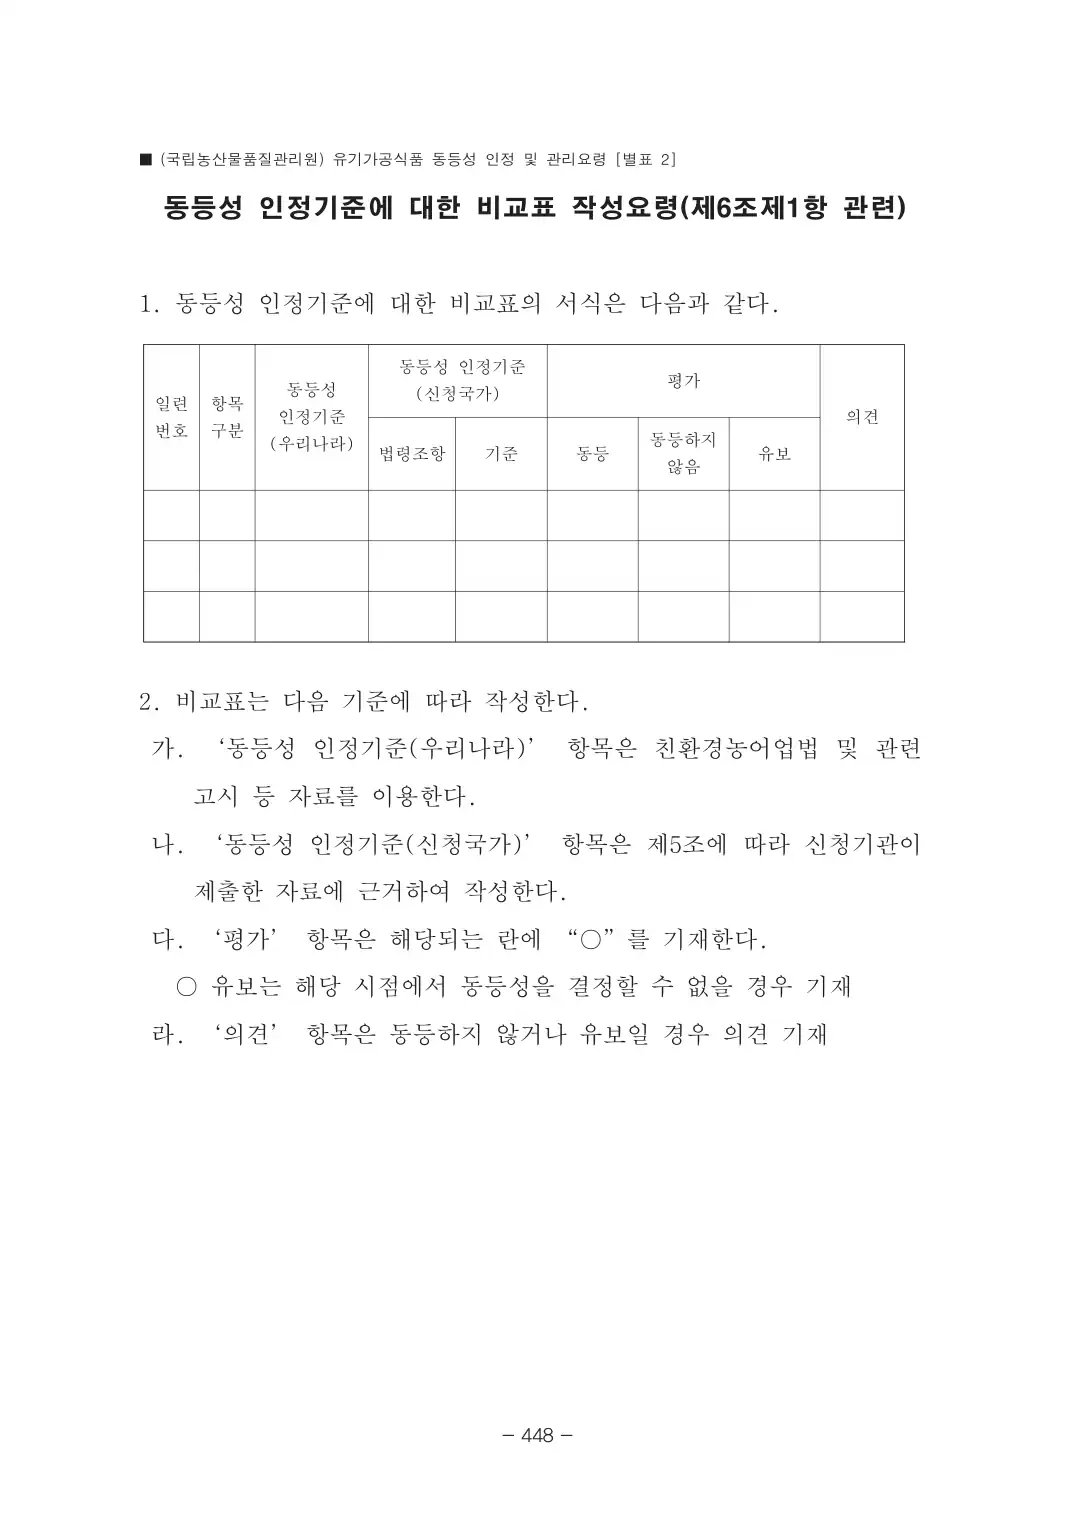 ■ (국립농산물품질관리원) 유기가공식품 동등성 인정 및 관리요령 [별표 2]
동등성 인정기준에 대한 비교표 작성요령(제6조제1항 관련)
1. 동등성 인정기준에 대한 비교표의 서식은 다음과 같다.
일련
번호
항목
구분
동등성
인정기준
(우리나라)
동등성 인정기준
(신청국가)
평가
의견
법령조항
기준
동등
동등하지
않음
유보
2. 비교표는 다음 기준에 따라 작성한다.
가. ‘동등성 인정기준(우리나라)’ 항목은 친환경농어업법 및 관련
고시 등 자료를 이용한다.
나. ‘동등성 인정기준(신청국가)’ 항목은 제5조에 따라 신청기관이
제출한 자료에 근거하여 작성한다.
다. ‘평가’ 항목은 해당되는 란에 “○”를 기재한다.
○ 유보는 해당 시점에서 동등성을 결정할 수 없을 경우 기재
라. ‘의견’ 항목은 동등하지 않거나 유보일 경우 의견 기재
- 448 -